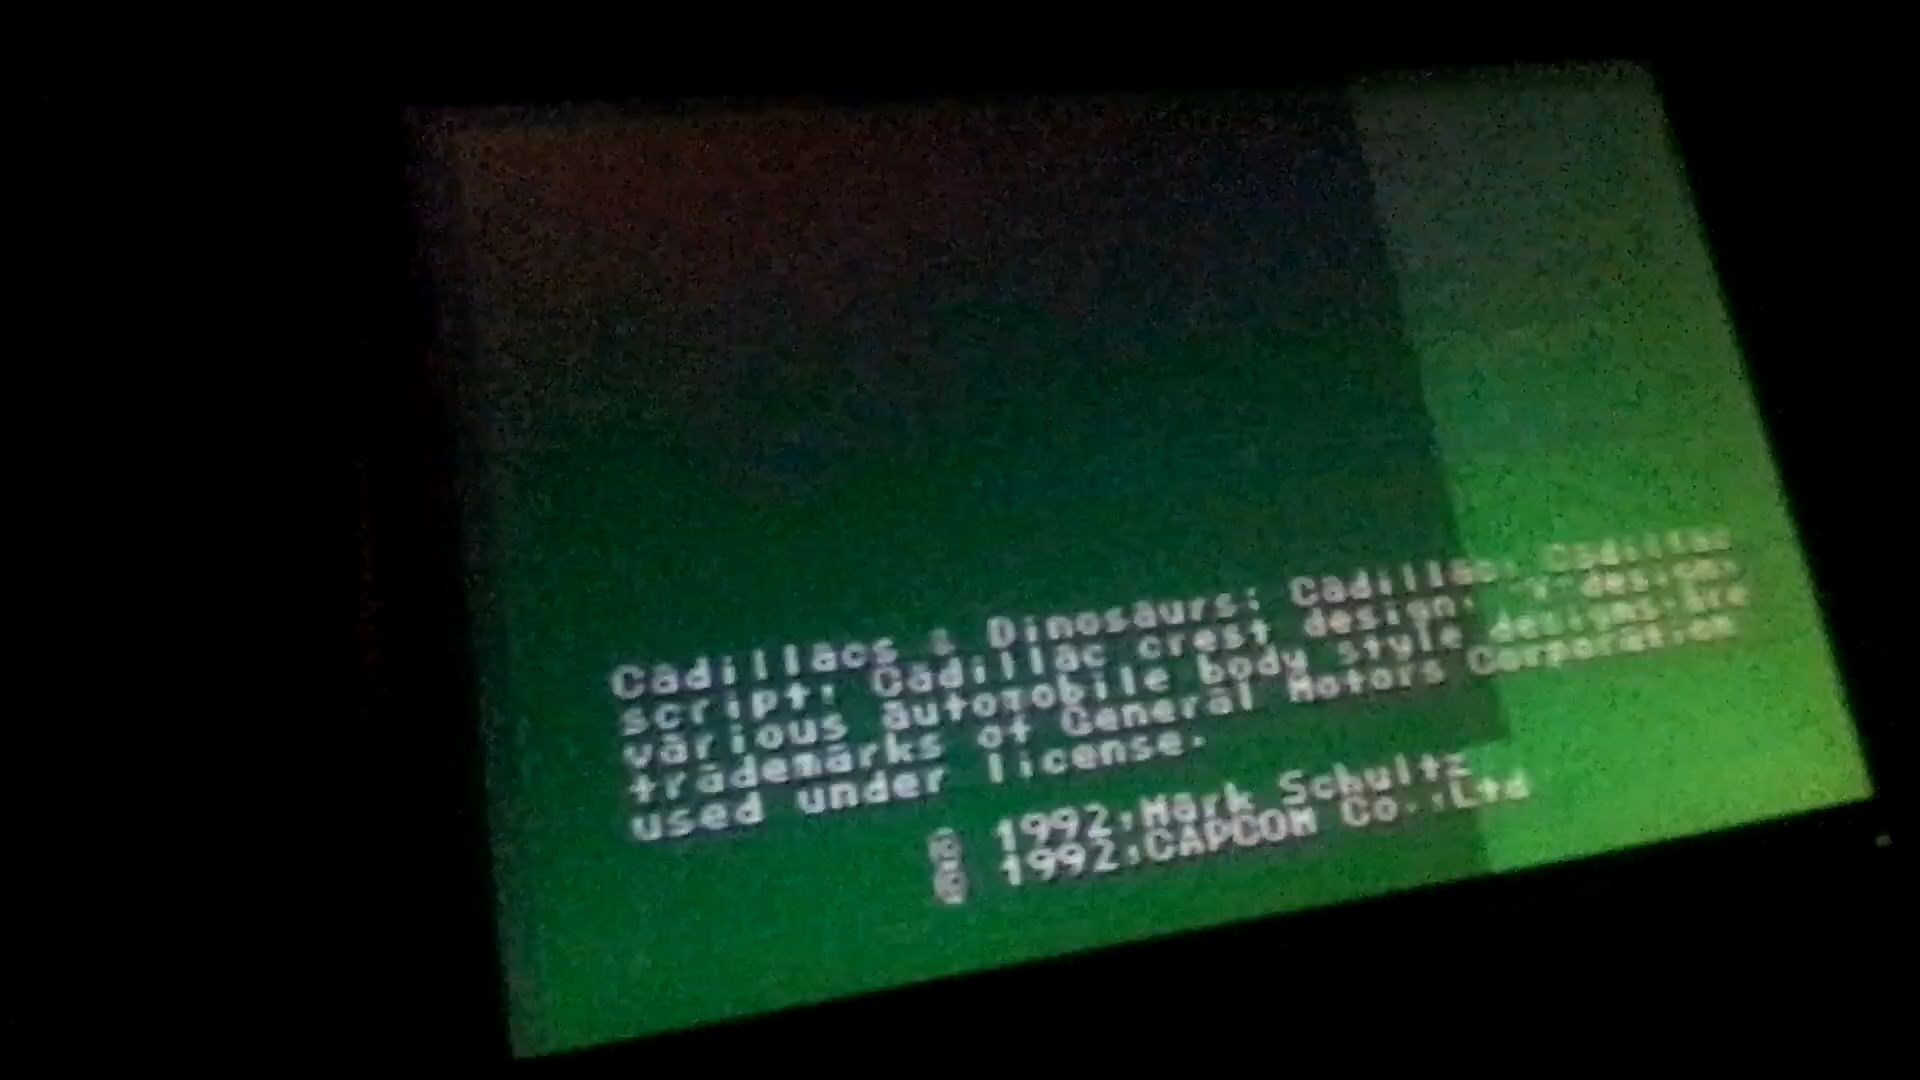 Cadillacs & Dinosaurs: Cadillac, Cadillac
script, Cadillac crest design, V-design,
various automobile body style designs are
trademarks of General Motors Corporation
used under license.
© 1992,Mark Schultz
© 1992,CAPCOM Co.,Ltd